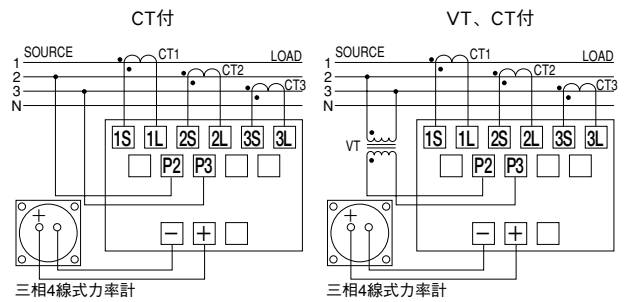 CT付
SOURCE CT1 LOAD
1
2 CT2
3 CT3
N
1S 1L 2S 2L 3S 3L
P2 P3
+ − +
三相4線式力率計
VT、CT付
SOURCE CT1 LOAD
1
2 CT2
3 CT3
N
VT
1S 1L 2S 2L 3S 3L
P2 P3
+ − +
三相4線式力率計